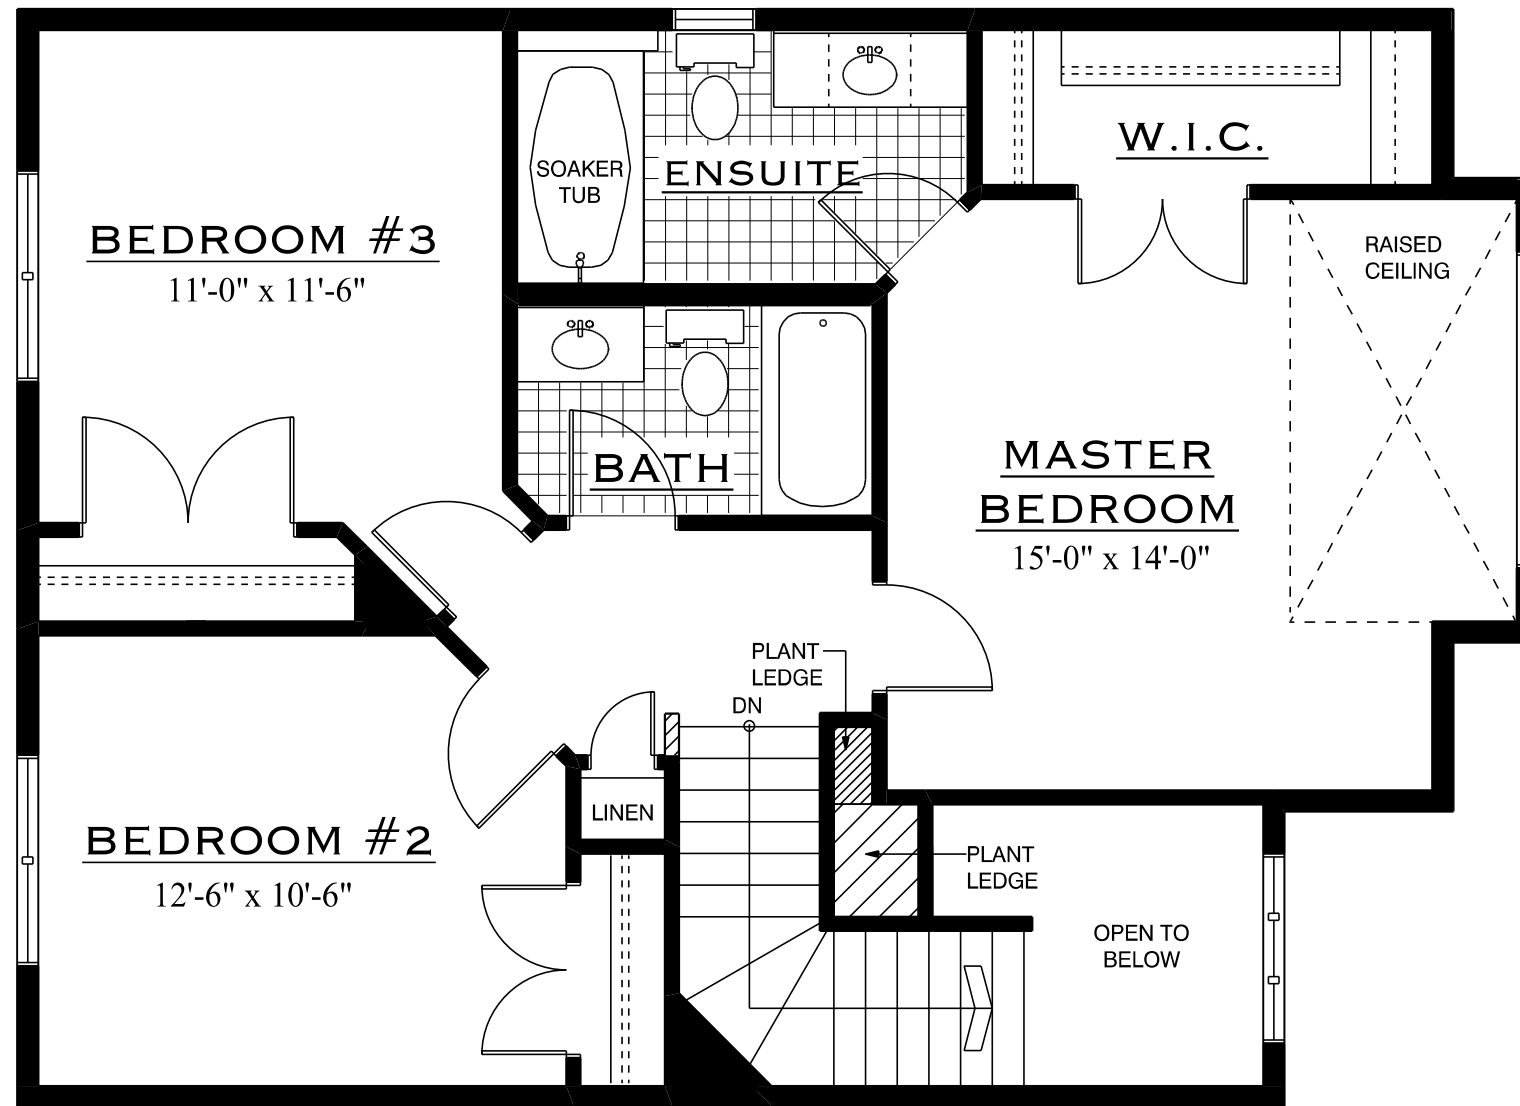 W.I.C.
SOAKER
TUB
ENSUITE
BEDROOM #3
11'-0" x 11'-6"
RAISED
CEILING
BATH
MASTER
BEDROOM
15'-0" x 14'-0"
PLANT
LEDGE
DN
LINEN
BEDROOM #2
12'-6" x 10'-6"
PLANT
LEDGE
OPEN TO
BELOW